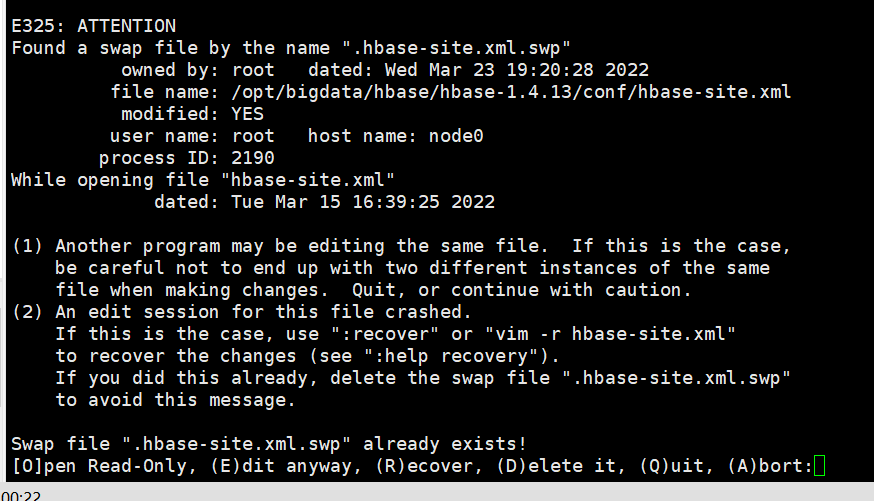 E325: ATTENTION
Found a swap file by the name ".hbase-site.xml.swp"
owned by: root   dated: Wed Mar 23 19:20:28 2022
file name: /opt/bigdata/hbase/hbase-1.4.13/conf/hbase-site.xml
modified: YES
user name: root   host name: node0
process ID: 2190
While opening file "hbase-site.xml"
dated: Tue Mar 15 16:39:25 2022
(1) Another program may be editing the same file.  If this is the case,
be careful not to end up with two different instances of the same
file when making changes.  Quit, or continue with caution.
(2) An edit session for this file crashed.
If this is the case, use ":recover" or "vim -r hbase-site.xml"
to recover the changes (see ":help recovery").
If you did this already, delete the swap file ".hbase-site.xml.swp"
to avoid this message.
Swap file ".hbase-site.xml.swp" already exists!
[O]pen Read-Only, (E)dit anyway, (R)ecover, (D)elete it, (Q)uit, (A)bort:
00:22